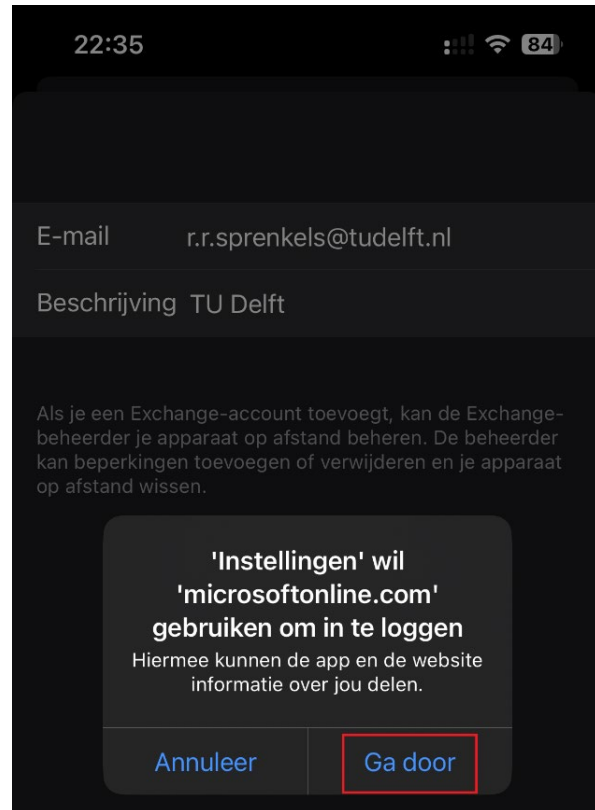 22:35 84
E-mail r.r.sprenkels@tudelft.nl
Beschrijving TU Delft
Als je een Exchange-account toevoegt, kan de Exchange-
beheerder je apparaat op afstand beheren. De beheerder
kan beperkingen toevoegen of verwijderen en je apparaat
op afstand wissen.
'Instellingen' wil
'microsoftonline.com'
gebruiken om in te loggen
Hiermee kunnen de app en de website
informatie over jou delen.
Annuleer Ga door